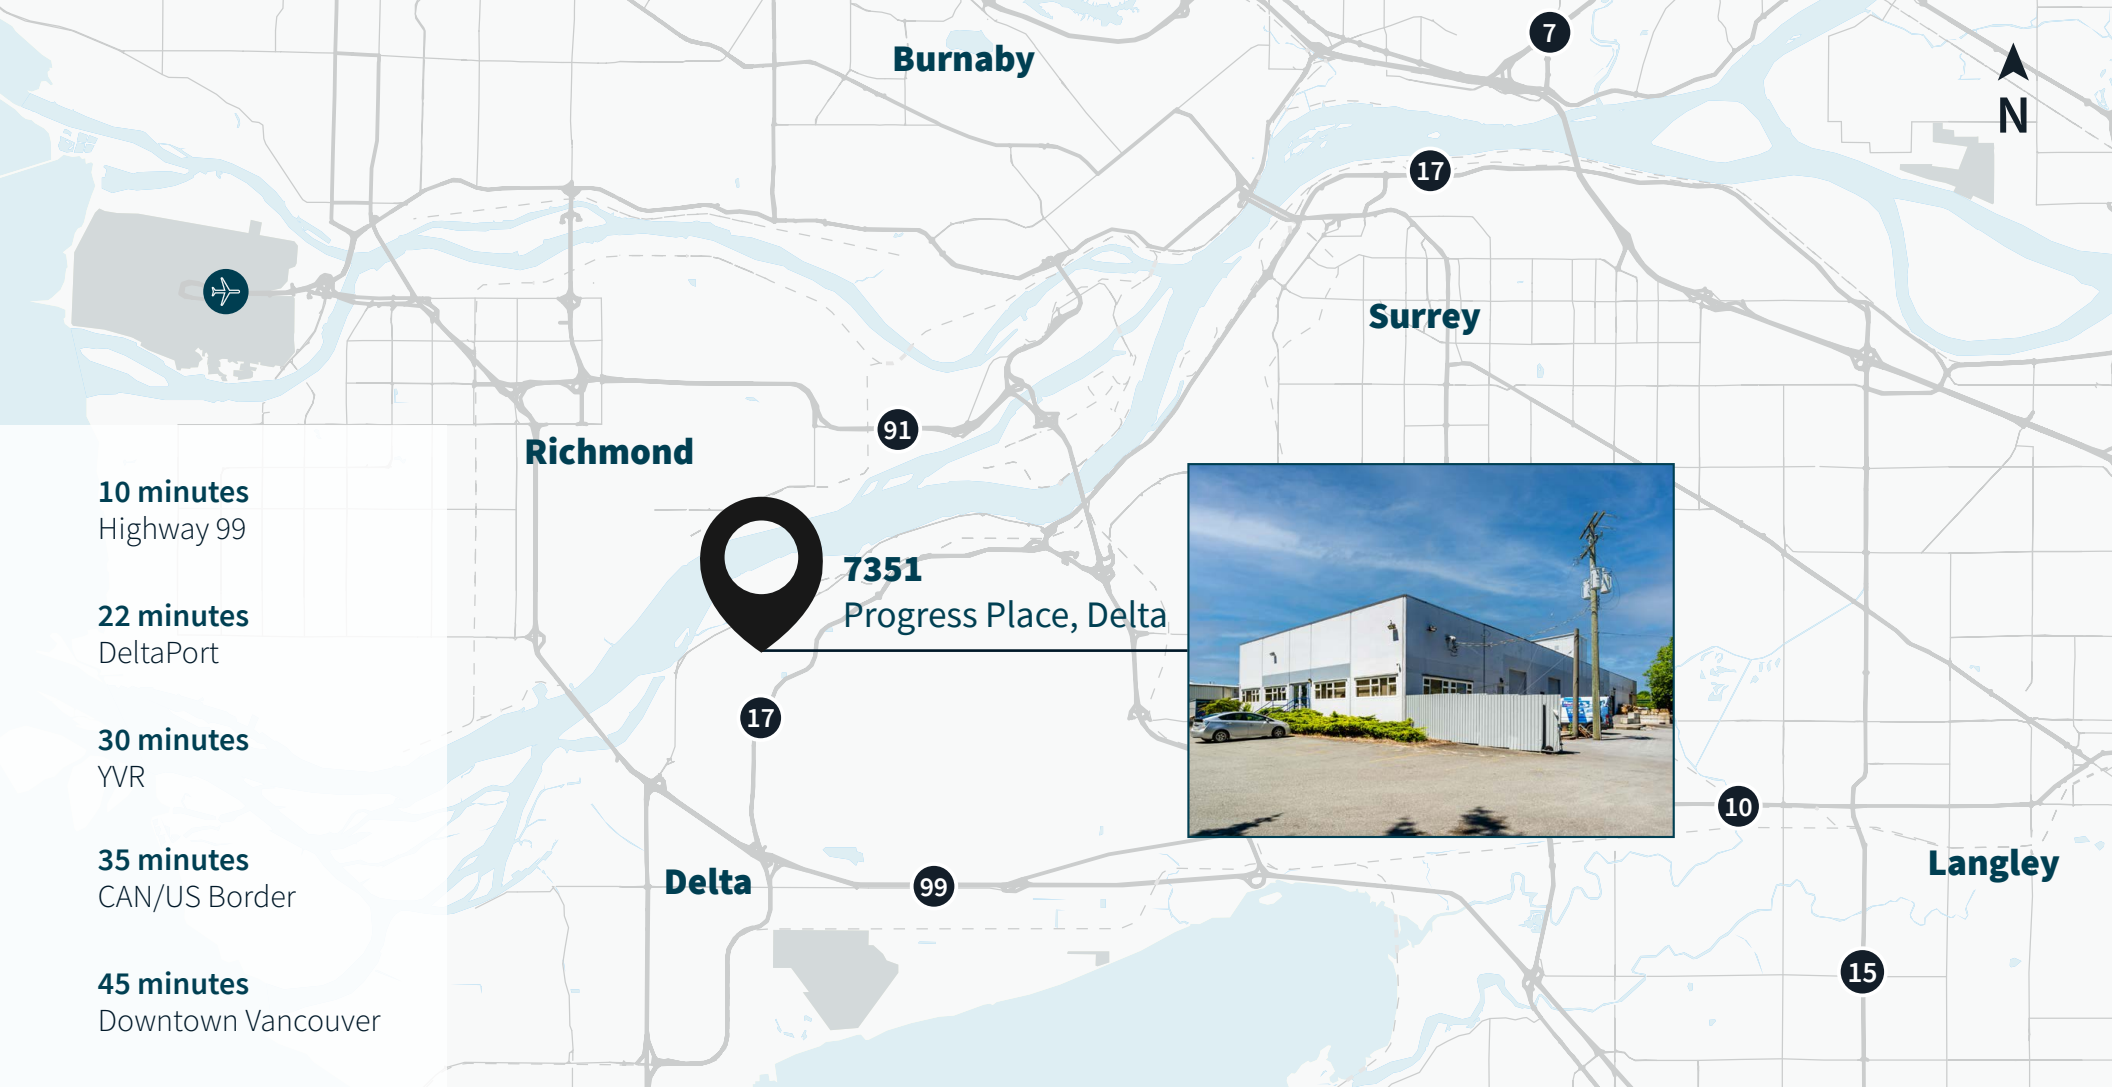 Burnaby
7
N
17
Surrey
91
Richmond
10 minutes
Highway 99
22 minutes
DeltaPort
30 minutes
YVR
35 minutes
CAN/US Border
45 minutes
Downtown Vancouver
7351
Progress Place, Delta
17
10
Delta
99
Langley
15